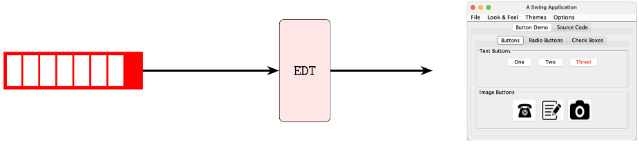 EDT
A Swing Application
File Look & Feel Themes Options
Button Demo Source Code
Buttons Radio Buttons Check Boxes
Text Buttons
One Two Three!
Image Buttons